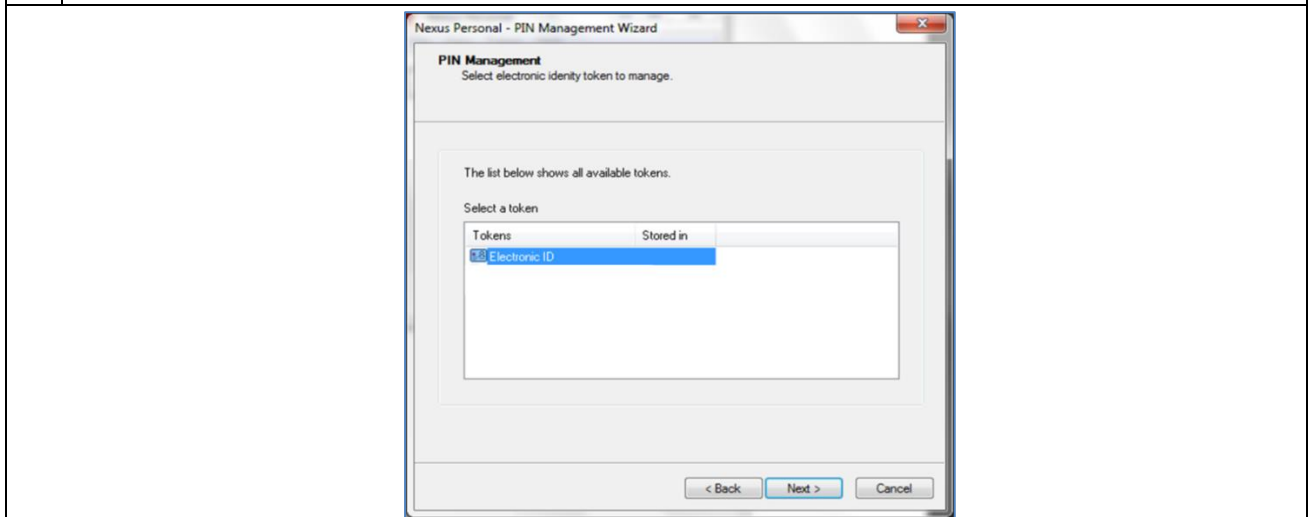 Nexus Personal - PIN Management Wizard
PIN Management
Select electronic idenity token to manage.
The list below shows all available tokens.
Select a token
Tokens Stored in
Electronic ID
< Back Next > Cancel